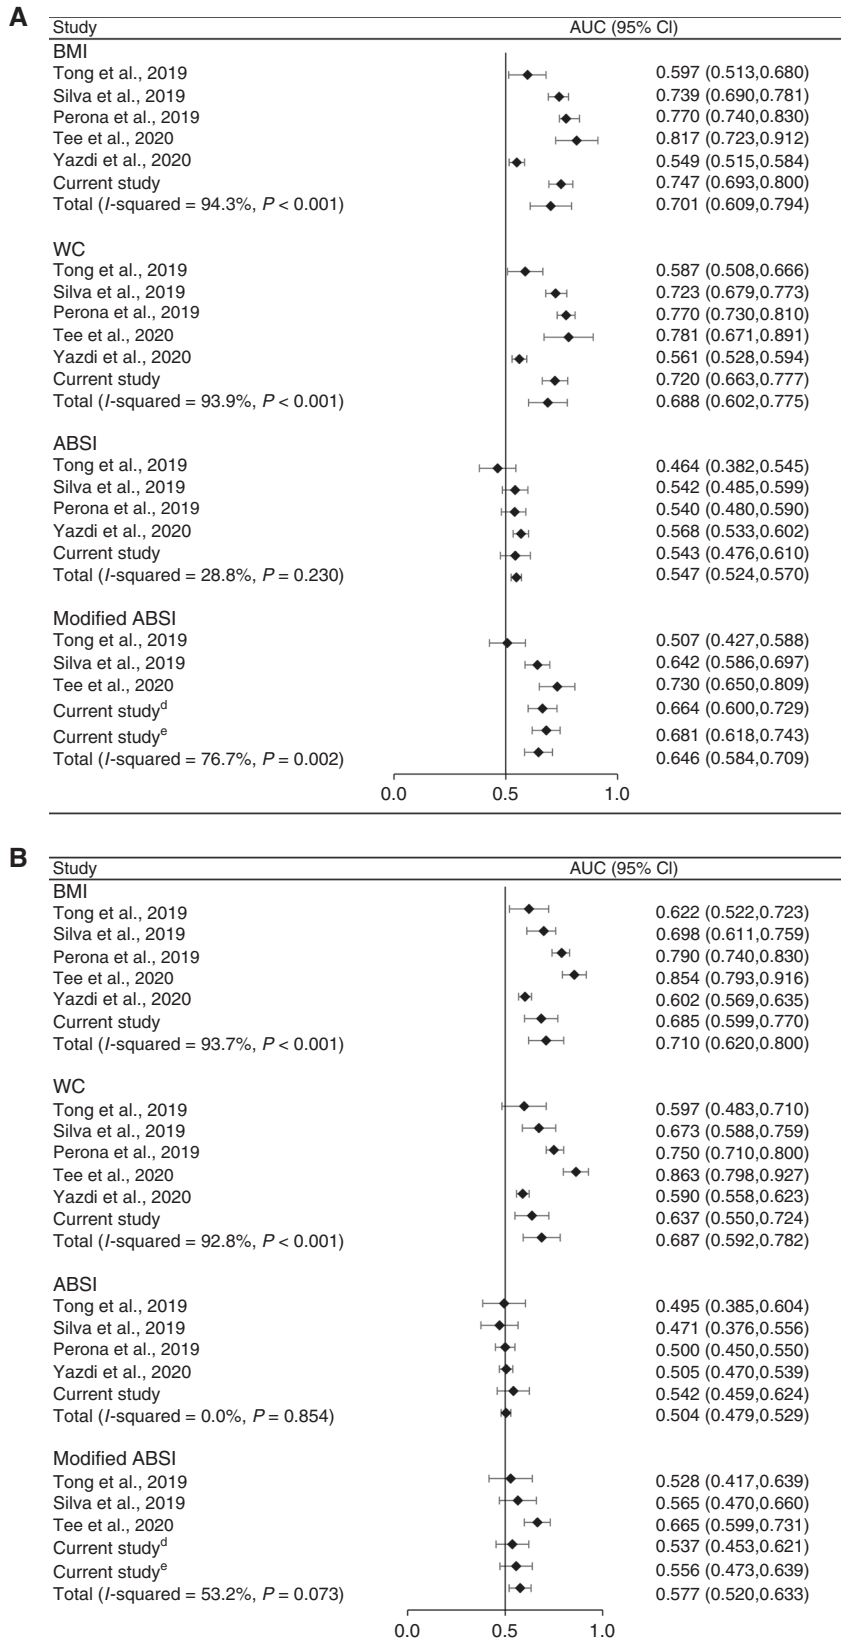 A
Study AUC (95% CI)
BMI
Tong et al., 2019 0.597 (0.513,0.680)
Silva et al., 2019 0.739 (0.690,0.781)
Perona et al., 2019 0.770 (0.740,0.830)
Tee et al., 2020 0.817 (0.723,0.912)
Yazdi et al., 2020 0.549 (0.515,0.584)
Current study 0.747 (0.693,0.800)
Total (I-squared = 94.3%, P < 0.001) 0.701 (0.609,0.794)
WC
Tong et al., 2019 0.587 (0.508,0.666)
Silva et al., 2019 0.723 (0.679,0.773)
Perona et al., 2019 0.770 (0.730,0.810)
Tee et al., 2020 0.781 (0.671,0.891)
Yazdi et al., 2020 0.561 (0.528,0.594)
Current study 0.720 (0.663,0.777)
Total (I-squared = 93.9%, P < 0.001) 0.688 (0.602,0.775)
ABSI
Tong et al., 2019 0.464 (0.382,0.545)
Silva et al., 2019 0.542 (0.485,0.599)
Perona et al., 2019 0.540 (0.480,0.590)
Yazdi et al., 2020 0.568 (0.533,0.602)
Current study 0.543 (0.476,0.610)
Total (I-squared = 28.8%, P = 0.230) 0.547 (0.524,0.570)
Modified ABSI
Tong et al., 2019 0.507 (0.427,0.588)
Silva et al., 2019 0.642 (0.586,0.697)
Tee et al., 2020 0.730 (0.650,0.809)
Current studyᵈ 0.664 (0.600,0.729)
Current studyᵉ 0.681 (0.618,0.743)
Total (I-squared = 76.7%, P = 0.002) 0.646 (0.584,0.709)
0.0 0.5 1.0
B
Study AUC (95% CI)
BMI
Tong et al., 2019 0.622 (0.522,0.723)
Silva et al., 2019 0.698 (0.611,0.759)
Perona et al., 2019 0.790 (0.740,0.830)
Tee et al., 2020 0.854 (0.793,0.916)
Yazdi et al., 2020 0.602 (0.569,0.635)
Current study 0.685 (0.599,0.770)
Total (I-squared = 93.7%, P < 0.001) 0.710 (0.620,0.800)
WC
Tong et al., 2019 0.597 (0.483,0.710)
Silva et al., 2019 0.673 (0.588,0.759)
Perona et al., 2019 0.750 (0.710,0.800)
Tee et al., 2020 0.863 (0.798,0.927)
Yazdi et al., 2020 0.590 (0.558,0.623)
Current study 0.637 (0.550,0.724)
Total (I-squared = 92.8%, P < 0.001) 0.687 (0.592,0.782)
ABSI
Tong et al., 2019 0.495 (0.385,0.604)
Silva et al., 2019 0.471 (0.376,0.556)
Perona et al., 2019 0.500 (0.450,0.550)
Yazdi et al., 2020 0.505 (0.470,0.539)
Current study 0.542 (0.459,0.624)
Total (I-squared = 0.0%, P = 0.854) 0.504 (0.479,0.529)
Modified ABSI
Tong et al., 2019 0.528 (0.417,0.639)
Silva et al., 2019 0.565 (0.470,0.660)
Tee et al., 2020 0.665 (0.599,0.731)
Current studyᵈ 0.537 (0.453,0.621)
Current studyᵉ 0.556 (0.473,0.639)
Total (I-squared = 53.2%, P = 0.073) 0.577 (0.520,0.633)
0.0 0.5 1.0